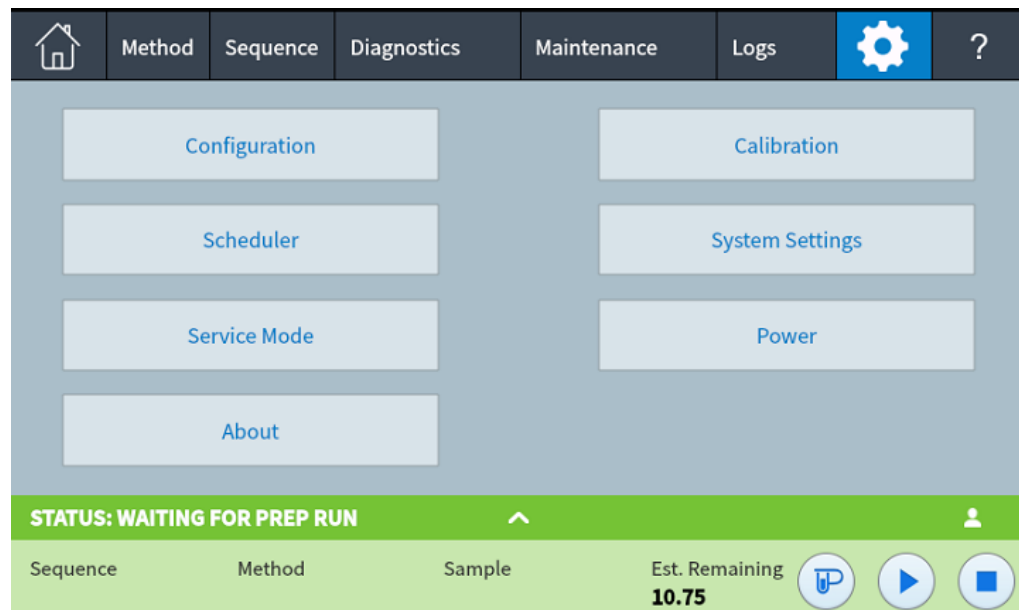 Method Sequence Diagnostics Maintenance Logs ?
Configuration Calibration
Scheduler System Settings
Service Mode Power
About
STATUS: WAITING FOR PREP RUN
Sequence Method Sample Est. Remaining
10.75